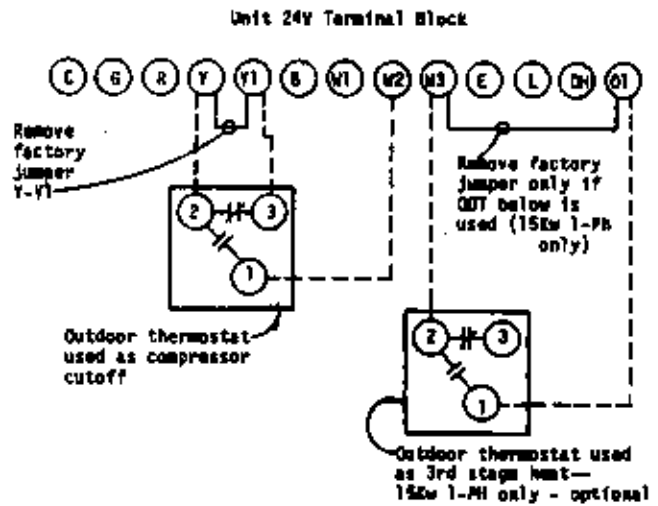 Unit 24V Terminal Block
C G R Y Y1 B W1 W2 W3 E L OH O1
Remove
factory
jumper
Y-Y1
Remove factory
jumper only if
ODT below is
used (15Kw 1-Ph
only)
2 3
1
Outdoor thermostat
used as compressor
cutoff
2 3
1
Outdoor thermostat used
as 3rd stage heat—
15Kw 1-PH only - optional